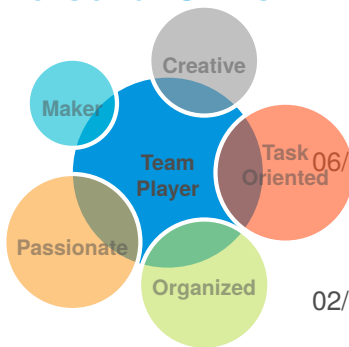 Creative
Maker
Team
Player
Task
Oriented
06/
Passionate
Organized
02/